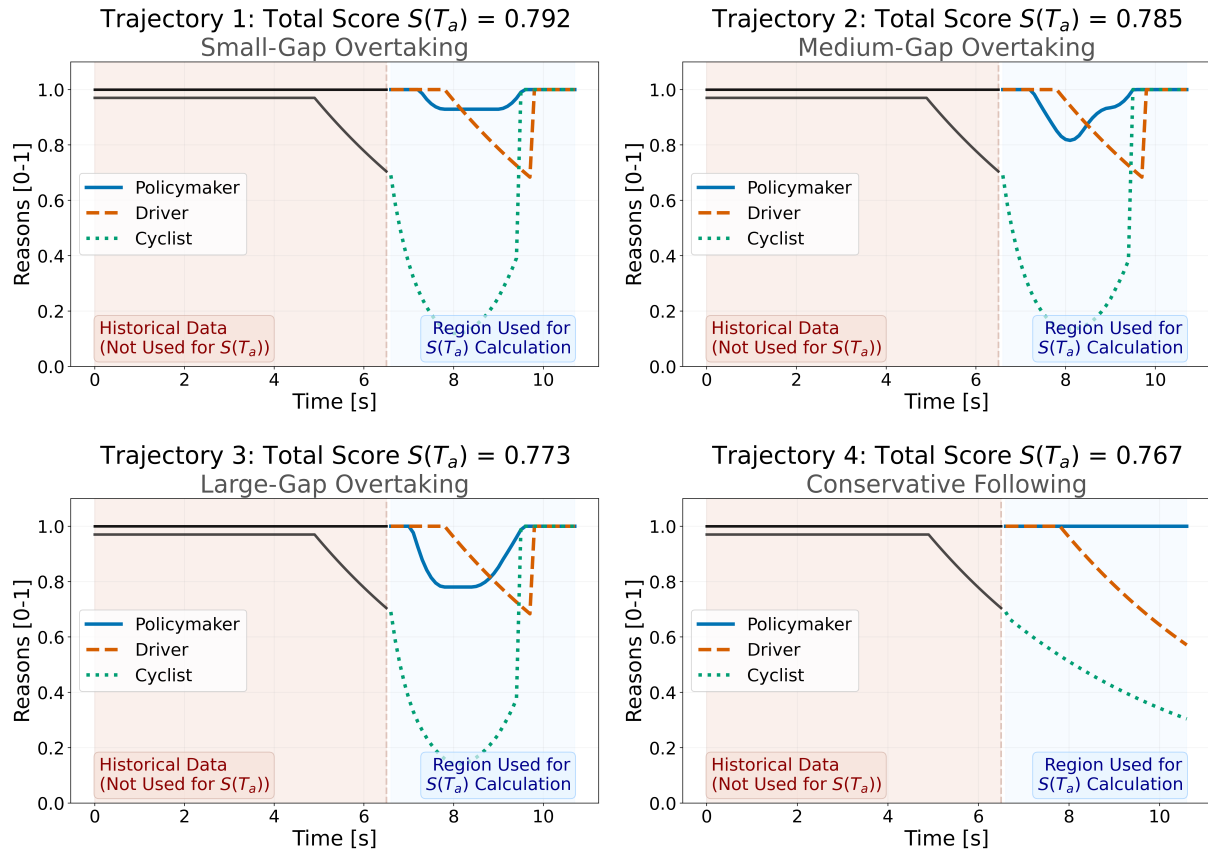 Trajectory 1: Total Score S(Tₐ) = 0.792
Small-Gap Overtaking
Reasons [0-1]
1.0
0.8
0.6
0.4
0.2
0.0
Policymaker
Driver
Cyclist
Historical Data
(Not Used for S(Tₐ))
Region Used for
S(Tₐ) Calculation
0 2 4 6 8 10
Time [s]
Trajectory 2: Total Score S(Tₐ) = 0.785
Medium-Gap Overtaking
Reasons [0-1]
1.0
0.8
0.6
0.4
0.2
0.0
Policymaker
Driver
Cyclist
Historical Data
(Not Used for S(Tₐ))
Region Used for
S(Tₐ) Calculation
0 2 4 6 8 10
Time [s]
Trajectory 3: Total Score S(Tₐ) = 0.773
Large-Gap Overtaking
Reasons [0-1]
1.0
0.8
0.6
0.4
0.2
0.0
Policymaker
Driver
Cyclist
Historical Data
(Not Used for S(Tₐ))
Region Used for
S(Tₐ) Calculation
0 2 4 6 8 10
Time [s]
Trajectory 4: Total Score S(Tₐ) = 0.767
Conservative Following
Reasons [0-1]
1.0
0.8
0.6
0.4
0.2
0.0
Policymaker
Driver
Cyclist
Historical Data
(Not Used for S(Tₐ))
Region Used for
S(Tₐ) Calculation
0 2 4 6 8 10
Time [s]